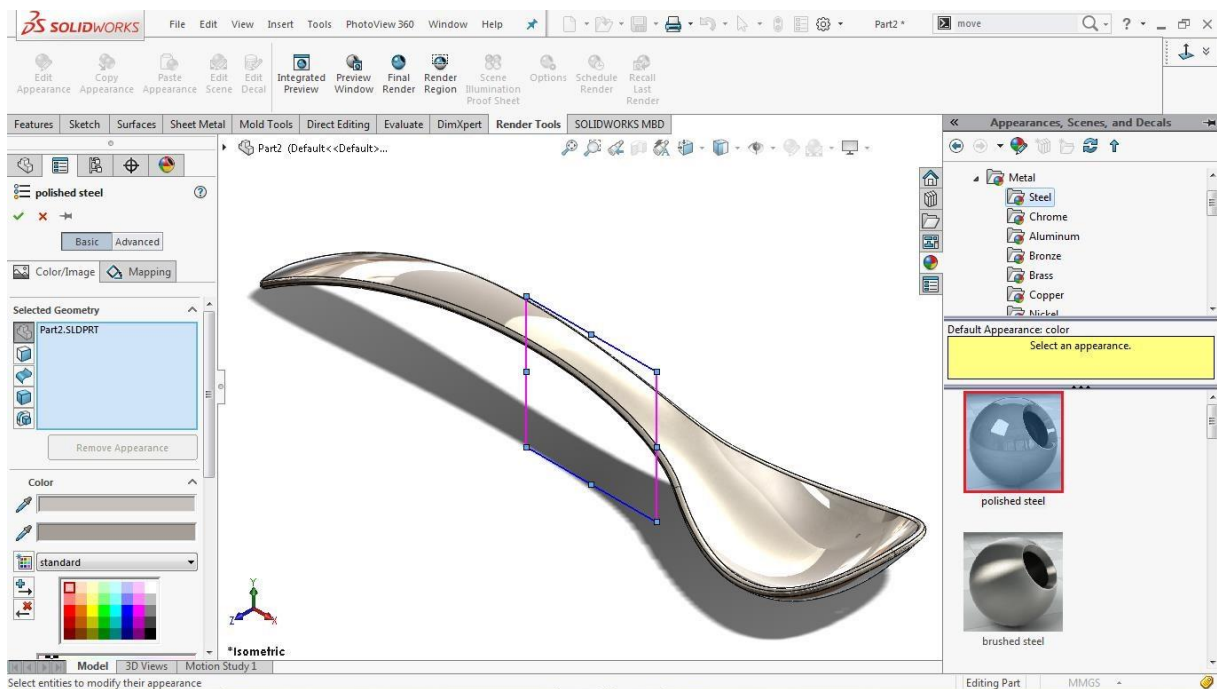 SOLIDWORKS
File Edit View Insert Tools PhotoView 360 Window Help
Part2 *
move
Edit Appearance
Copy Appearance
Paste Appearance
Edit Scene
Edit Decal
Integrated Preview
Preview Window
Final Render
Render Region
Scene Illumination Proof Sheet
Options
Schedule Render
Recall Last Render
Features Sketch Surfaces Sheet Metal Mold Tools Direct Editing Evaluate DimXpert Render Tools SOLIDWORKS MBD
Appearances, Scenes, and Decals
Part2 (Default<<Default>...
polished steel
Basic Advanced
Color/Image Mapping
Selected Geometry
Part2.SLDPRT
Remove Appearance
Color
standard
Y
Z
X
*Isometric
Metal
Steel
Chrome
Aluminum
Bronze
Brass
Copper
Nickel
Default Appearance: color
Select an appearance.
polished steel
brushed steel
Model 3D Views Motion Study 1
Select entities to modify their appearance
Editing Part
MMGS